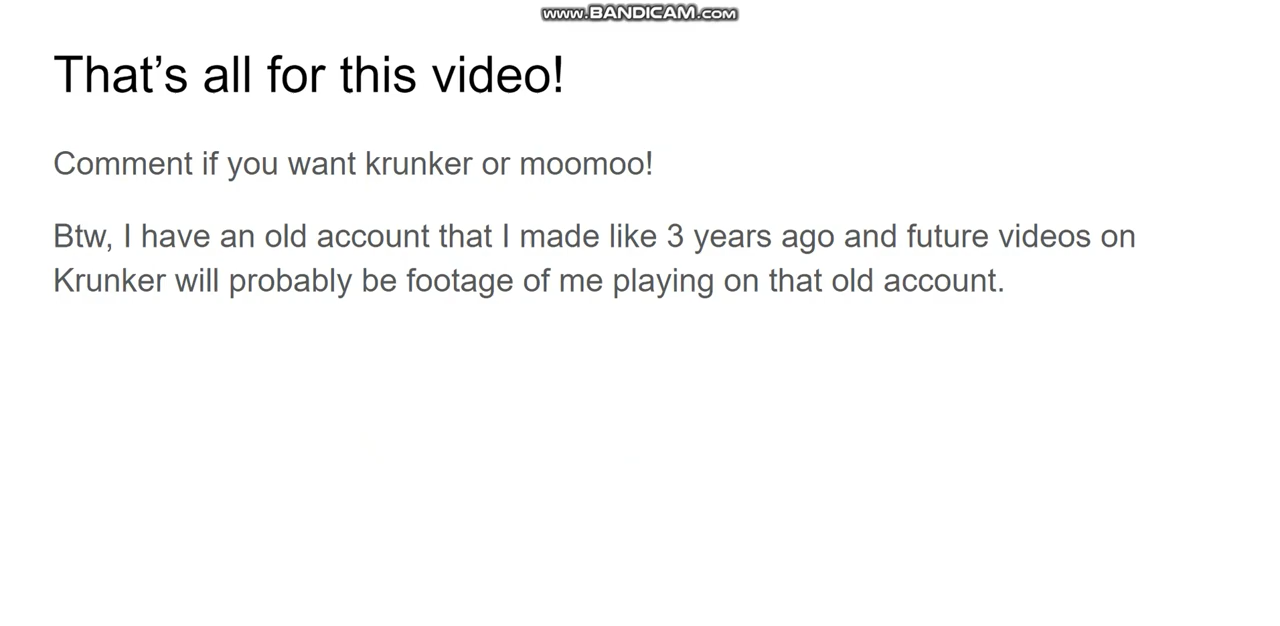 www.BANDICAM.com
That’s all for this video!
Comment if you want krunker or moomoo!
Btw, I have an old account that I made like 3 years ago and future videos on
Krunker will probably be footage of me playing on that old account.